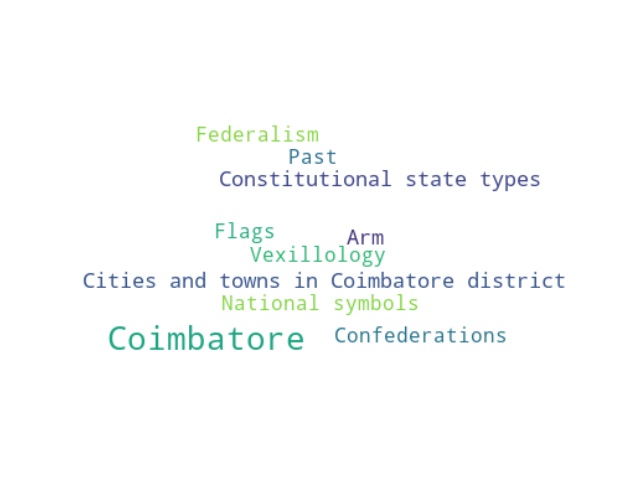 Federalism
Past
Constitutional state types
Flags
Arm
Vexillology
Cities and towns in Coimbatore district
National symbols
Coimbatore
Confederations